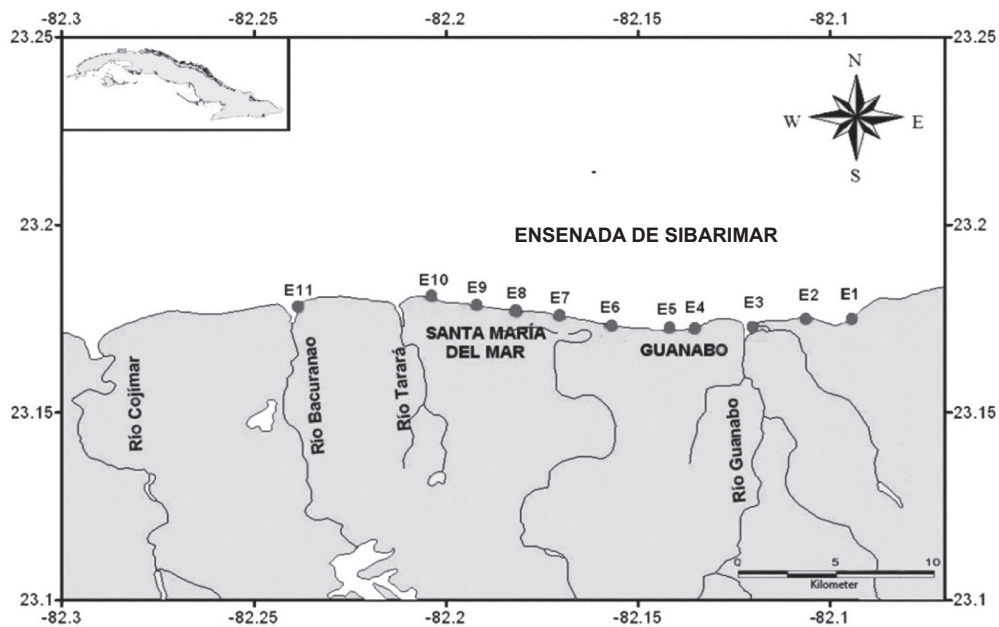 -82.3 -82.25 -82.2 -82.15 -82.1
23.25 23.25
N
W E
S
23.2 23.2
ENSENADA DE SIBARIMAR
E11 E10 E9 E8 E7 E6 E5 E4 E3 E2 E1
SANTA MARÍA
DEL MAR
GUANABO
Río Cojímar
Río Bacuranao
Río Tarará
Río Guanabo
23.15 23.15
0 5 10
Kilometer
23.1 23.1
-82.3 -82.25 -82.2 -82.15 -82.1